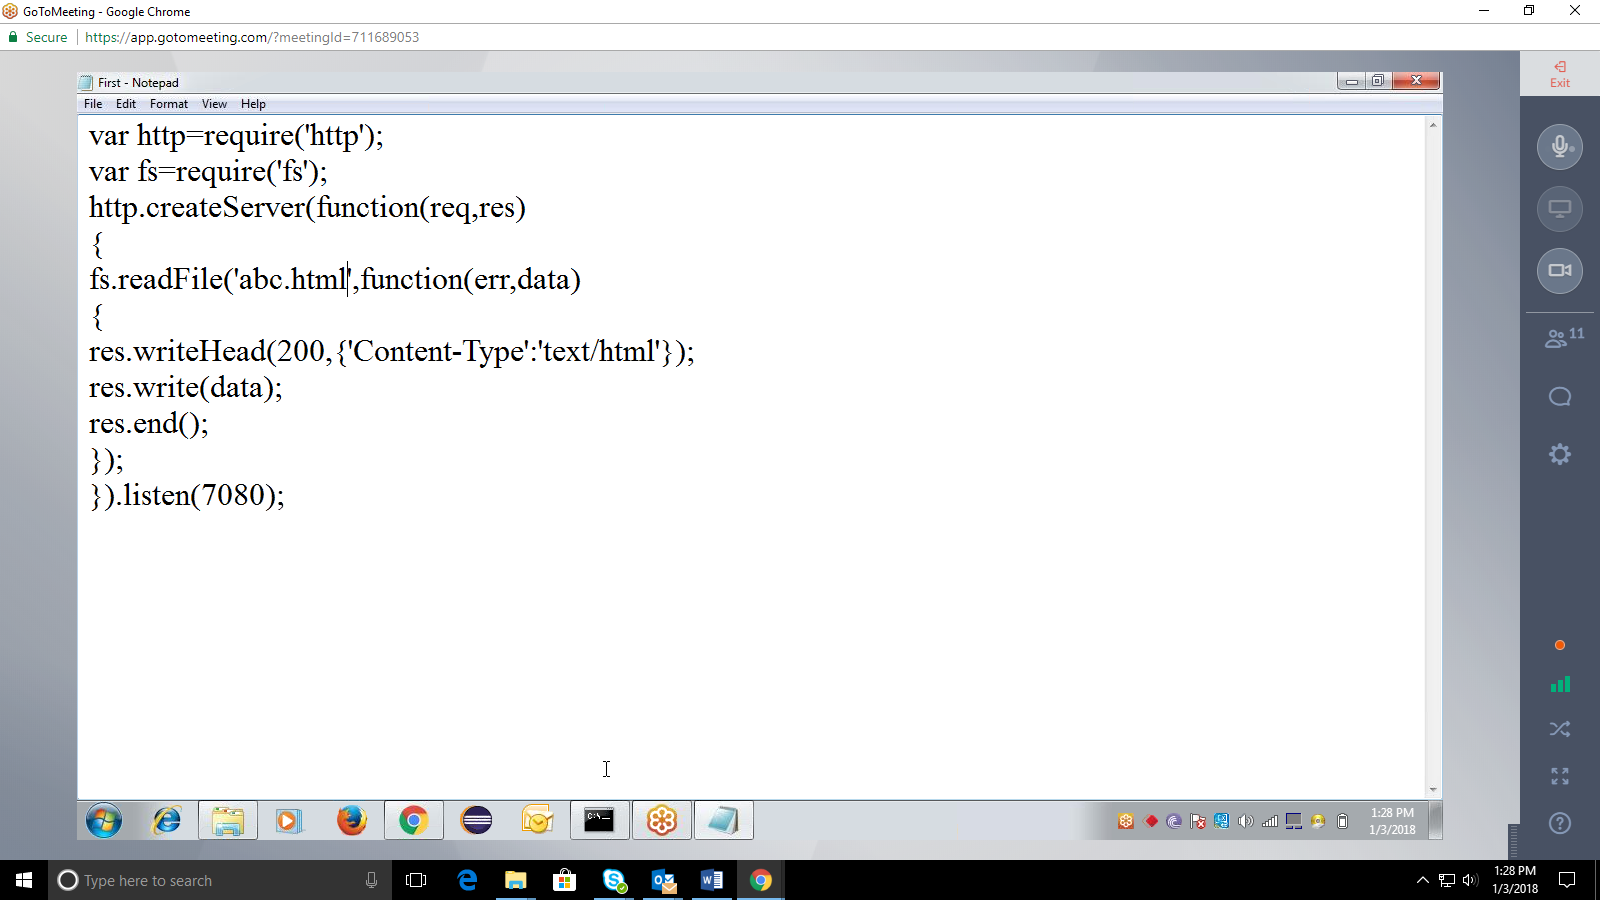 GoToMeeting - Google Chrome
Secure https://app.gotomeeting.com/?meetingId=711689053
Exit
First - Notepad
File Edit Format View Help
var http=require('http');
var fs=require('fs');
http.createServer(function(req,res)
{
fs.readFile('abc.html',function(err,data)
{
res.writeHead(200,{'Content-Type':'text/html'});
res.write(data);
res.end();
});
}).listen(7080);
11
C:\_
1:28 PM
1/3/2018
Type here to search
1:28 PM
1/3/2018